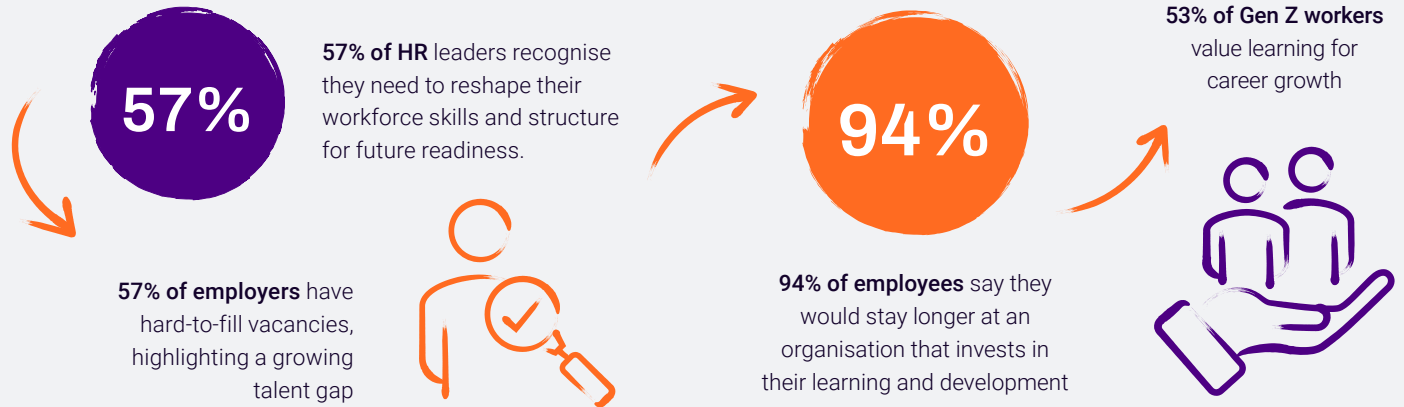 57%
57% of HR leaders recognise
they need to reshape their
workforce skills and structure
for future readiness.
57% of employers have
hard-to-fill vacancies,
highlighting a growing
talent gap
94%
94% of employees say they
would stay longer at an
organisation that invests in
their learning and development
53% of Gen Z workers
value learning for
career growth